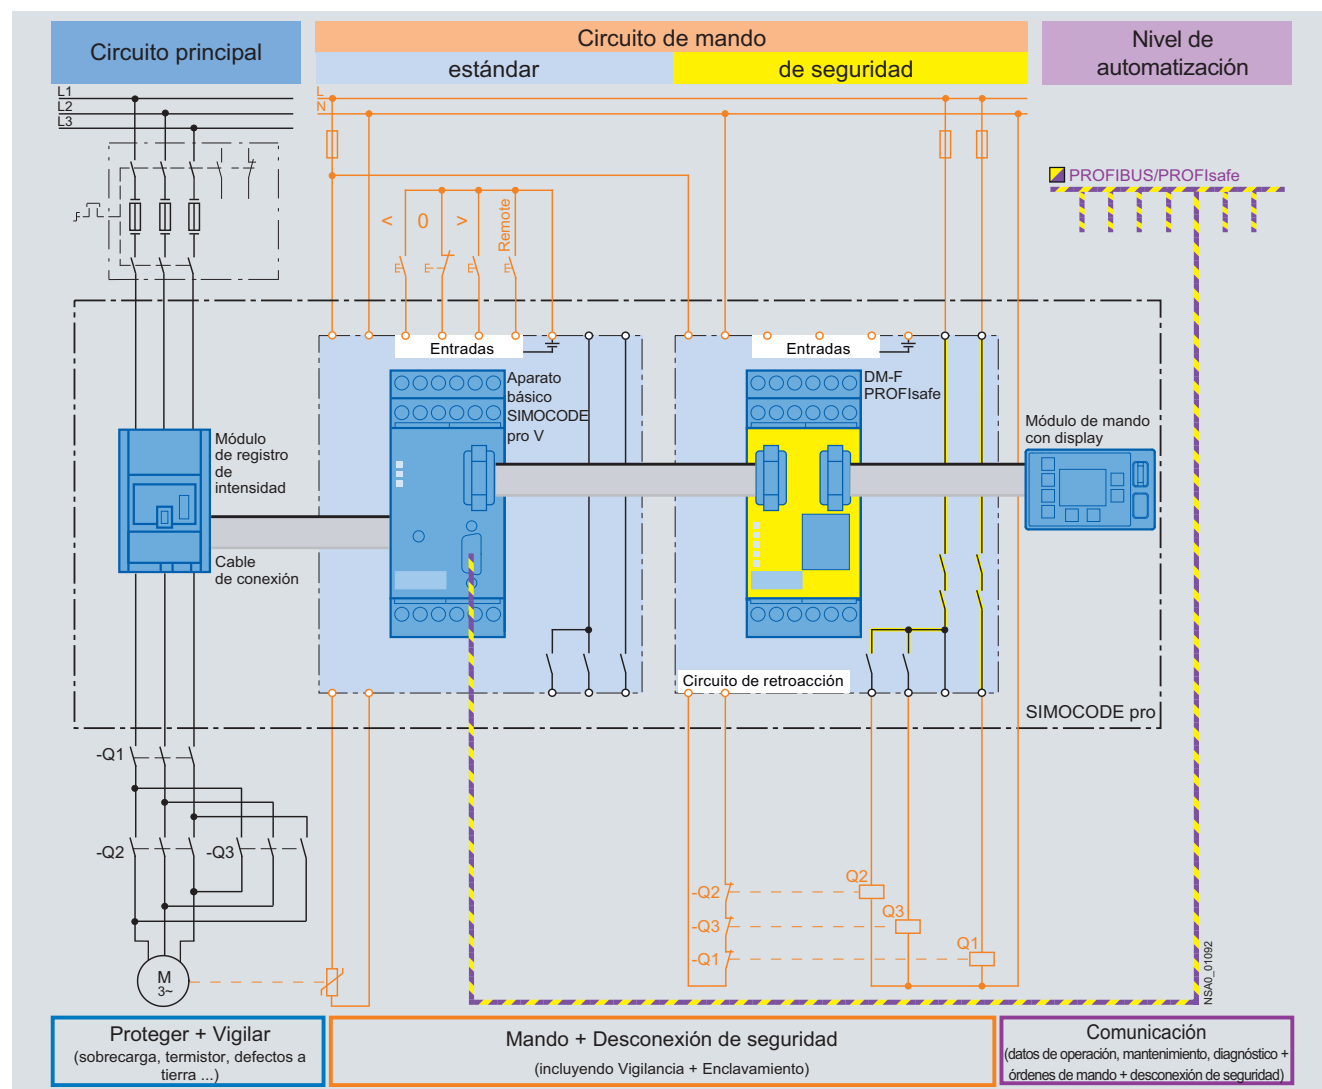 Circuito principal
Circuito de mando
estándar
de seguridad
Nivel de
automatización
L1
L2
L3
L
N
PROFIBUS/PROFIsafe
<
0
>
Remote
Entradas
Entradas
Aparato
básico
SIMOCODE
pro V
DM-F
PROFIsafe
Módulo de mando
con display
Módulo
de registro
de
intensidad
Cable
de conexión
Circuito de retroacción
SIMOCODE pro
-Q1
-Q2
-Q3
Q2
-Q2
Q3
-Q3
Q1
-Q1
M
3~
NSA0_01092
Proteger + Vigilar
(sobrecarga, termistor, defectos a
tierra ...)
Mando + Desconexión de seguridad
(incluyendo Vigilancia + Enclavamiento)
Comunicación
(datos de operación, mantenimiento, diagnóstico +
órdenes de mando + desconexión de seguridad)